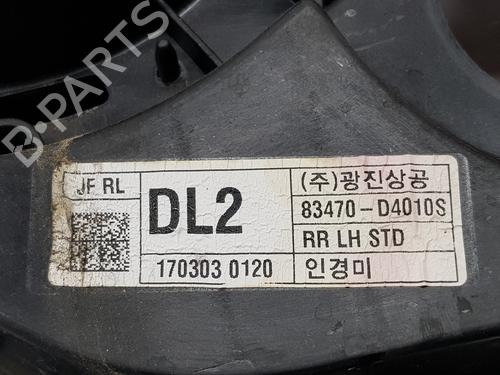 JF RL
DL2
(주)광진상공
83470-D4010S
RR LH STD
170303 0120
인경미
B-PARTS